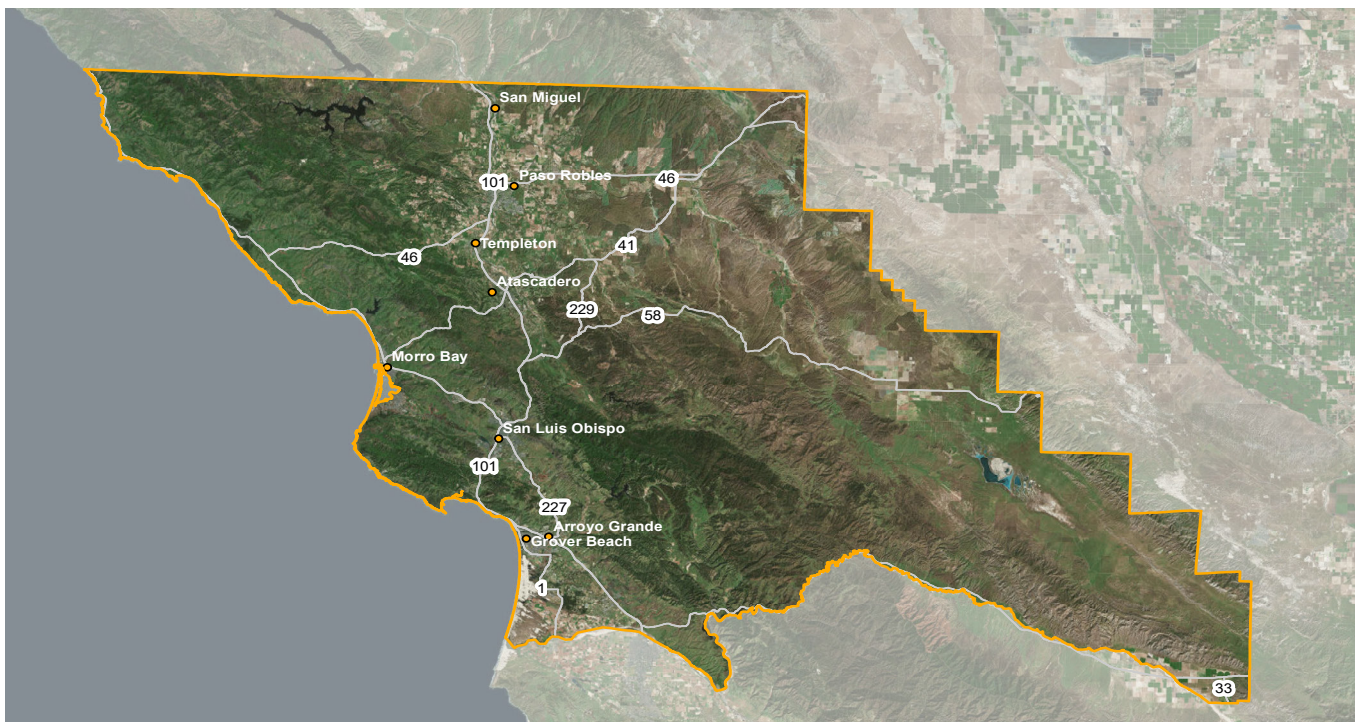 San Miguel
Paso Robles
101
46
Templeton
41
46
Atascadero
229
58
Morro Bay
San Luis Obispo
101
227
Arroyo Grande
Grover Beach
1
33